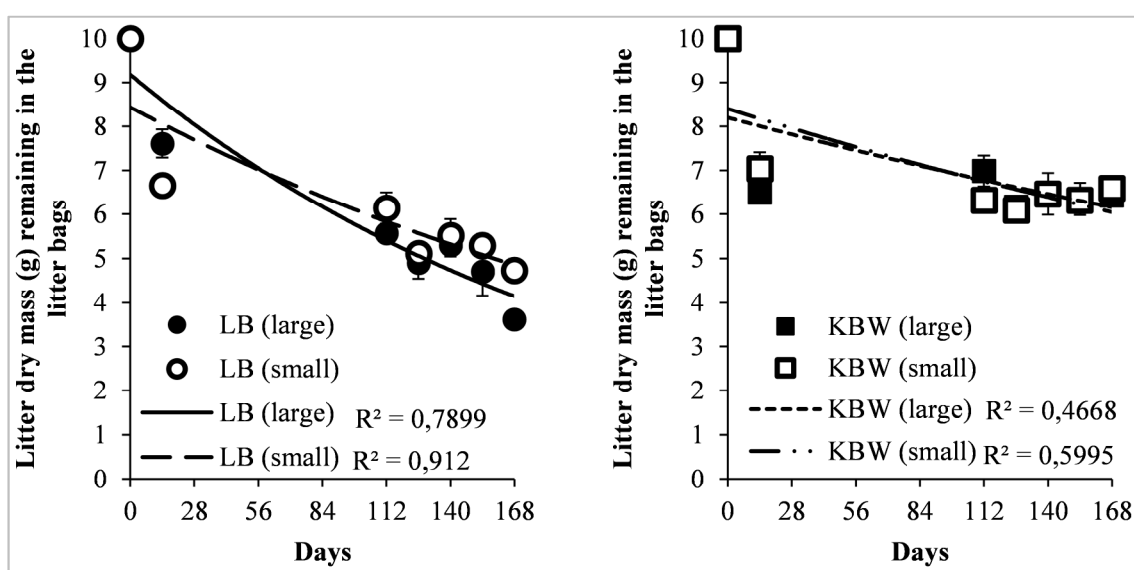 Litter dry mass (g) remaining in the
litter bags
10
9
8
7
6
5
4
3
2
1
0
LB (large)
LB (small)
LB (large) R² = 0,7899
LB (small) R² = 0,912
0 28 56 84 112 140 168
Days
Litter dry mass (g) remaining in the
litter bags
10
9
8
7
6
5
4
3
2
1
0
KBW (large)
KBW (small)
KBW (large) R² = 0,4668
KBW (small) R² = 0,5995
0 28 56 84 112 140 168
Days